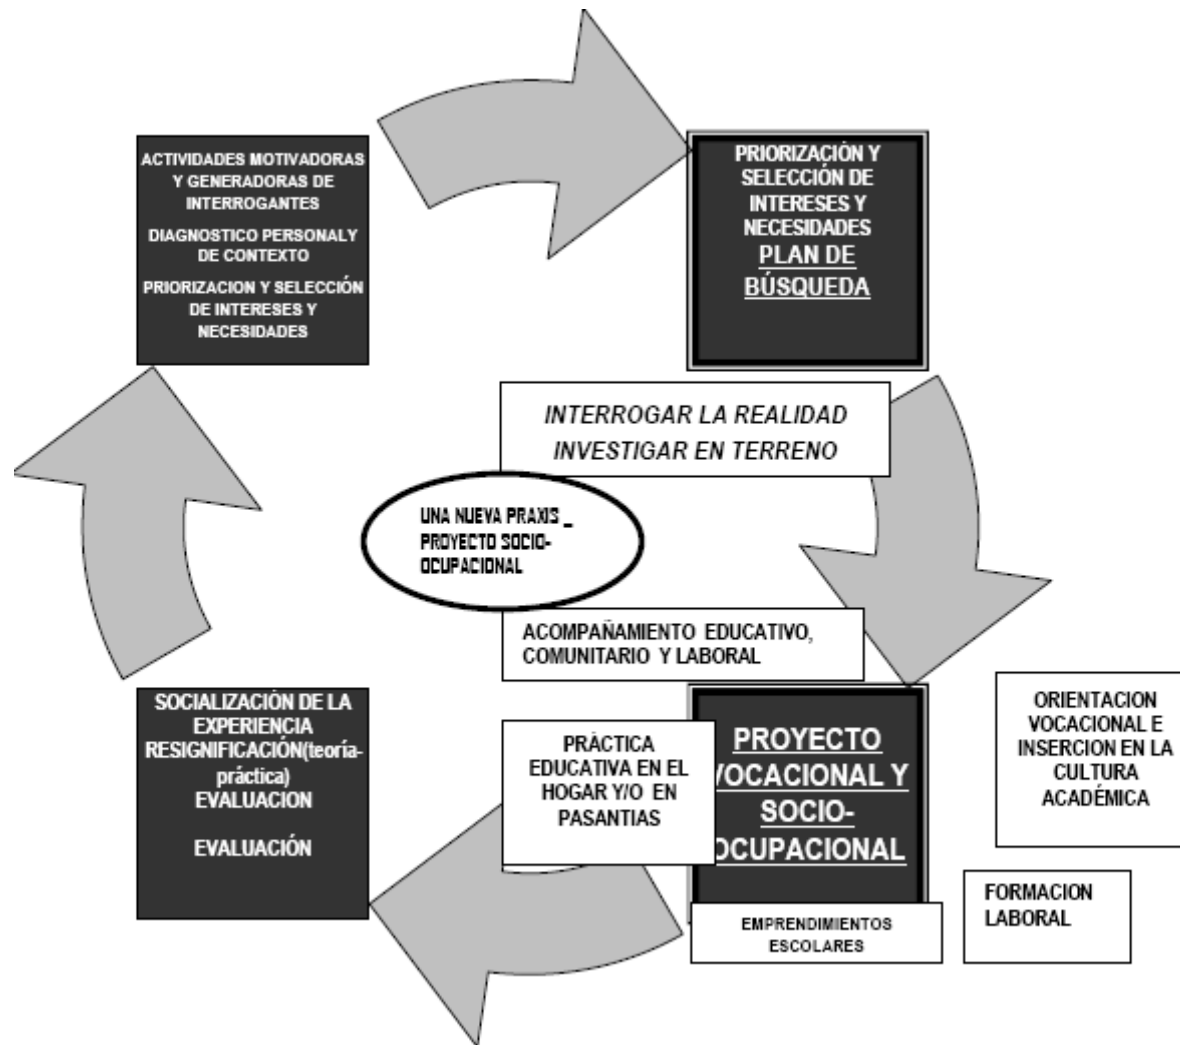 ACTIVIDADES MOTIVADORAS
Y GENERADORAS DE
INTERROGANTES
DIAGNOSTICO PERSONALY
DE CONTEXTO
PRIORIZACION Y SELECCIÓN
DE INTERESES Y
NECESIDADES
PRIORIZACIÓN Y
SELECCIÓN DE
INTERESES Y
NECESIDADES
PLAN DE
BÚSQUEDA
INTERROGAR LA REALIDAD
INVESTIGAR EN TERRENO
UNA NUEVA PRAXIS _
PROYECTO SOCIO-
OCUPACIONAL
ACOMPAÑAMIENTO EDUCATIVO,
COMUNITARIO Y LABORAL
SOCIALIZACIÓN DE LA
EXPERIENCIA
RESIGNIFICACIÓN(teoría-
práctica)
EVALUACION
EVALUACIÓN
PRÁCTICA
EDUCATIVA EN EL
HOGAR Y/O EN
PASANTIAS
PROYECTO
VOCACIONAL Y
SOCIO-
OCUPACIONAL
EMPRENDIMIENTOS
ESCOLARES
ORIENTACION
VOCACIONAL E
INSERCION EN LA
CULTURA
ACADÉMICA
FORMACION
LABORAL